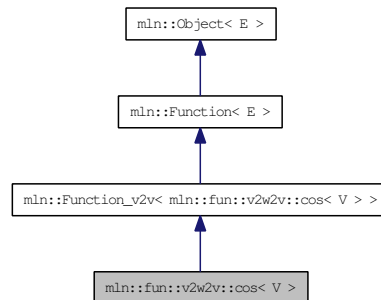 mln::Object< E >
mln::Function< E >
mln::Function_v2v< mln::fun::v2w2v::cos< V > >
mln::fun::v2w2v::cos< V >